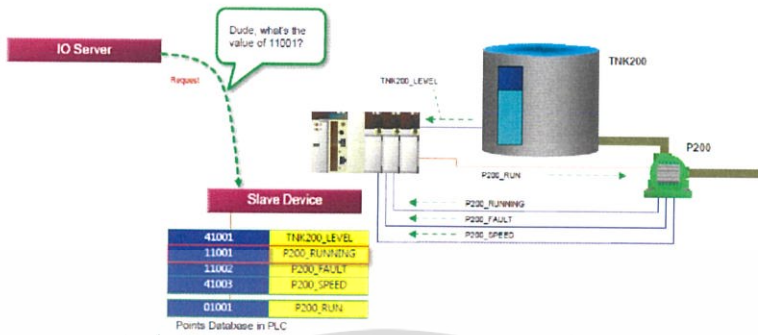 Dude, what's the
value of 11001?
IO Server
Request
TNK200
TNK200_LEVEL
P200
P200_RUN
Slave Device
P200_RUNNING
P200_FAULT
P200_SPEED
41001 TNK200_LEVEL
11001 P200_RUNNING
11002 P200_FAULT
41003 P200_SPEED
01001 P200_RUN
Points Database in PLC